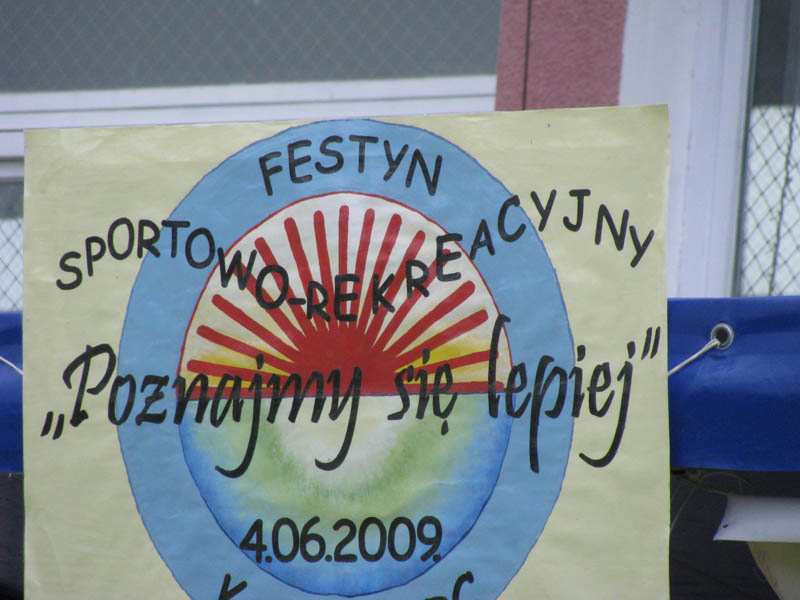 FESTYN
SPORTOWO-REKREACYJNY
„Poznajmy się lepiej”
4.06.2009.